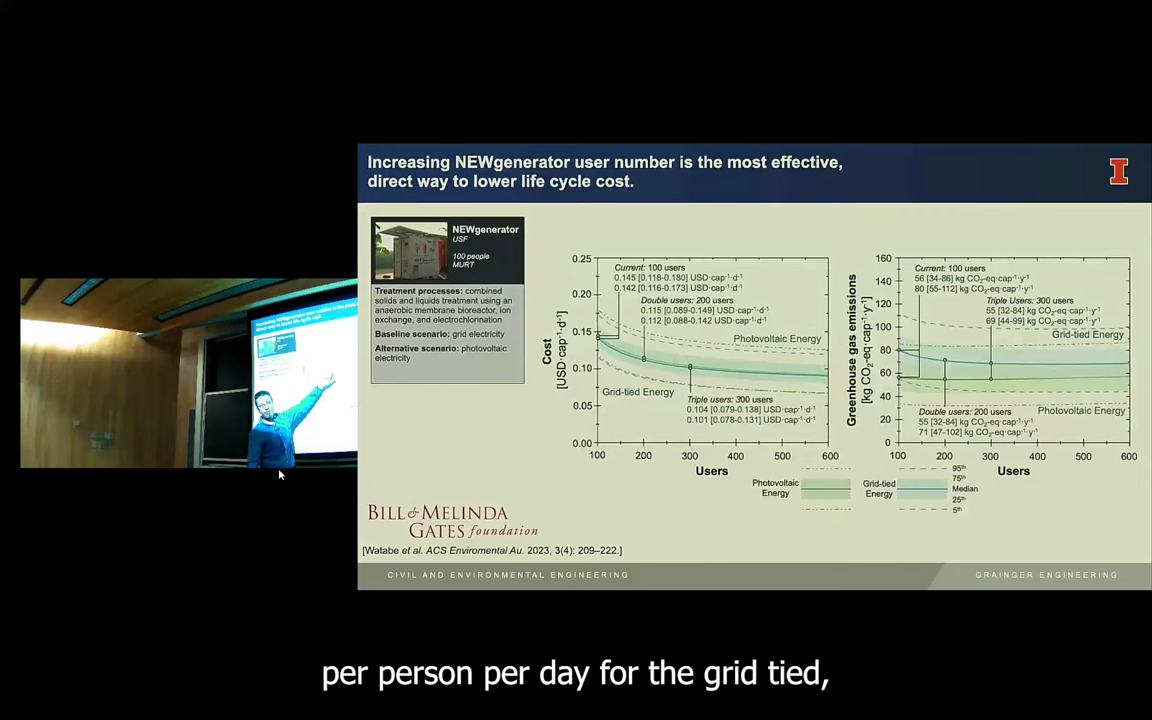 Increasing NEWgenerator user number is the most effective,
direct way to lower life cycle cost.
NEWgenerator
USF
100 people
MURT
Treatment processes: combined
solids and liquids treatment using an
anaerobic membrane bioreactor, ion
exchange, and electrochlorination
Baseline scenario: grid electricity
Alternative scenario: photovoltaic
electricity
Cost
[USD·cap⁻¹·d⁻¹]
0.25
0.20
0.15
0.10
0.05
0.00
Current: 100 users
0.145 [0.118-0.180] USD·cap⁻¹·d⁻¹
0.142 [0.116-0.173] USD·cap⁻¹·d⁻¹
Double users: 200 users
0.115 [0.089-0.149] USD·cap⁻¹·d⁻¹
0.112 [0.088-0.142 USD·cap⁻¹·d⁻¹
Photovoltaic Energy
Grid-tied Energy
Triple users: 300 users
0.104 [0.079-0.138] USD·cap⁻¹·d⁻¹
0.101 [0.078-0.131] USD·cap⁻¹·d⁻¹
100 200 300 400 500 600
Users
Greenhouse gas emissions
[kg CO₂-eq·cap⁻¹·yr⁻¹]
160
140
120
100
80
60
40
20
0
Current: 100 users
56 [34-86] kg CO₂-eq·cap⁻¹·y⁻¹
80 [55-112] kg CO₂-eq·cap⁻¹·y⁻¹
Triple Users: 300 users
55 [32-84] kg CO₂-eq·cap⁻¹·y⁻¹
69 [44-99] kg CO₂-eq·cap⁻¹·y⁻¹
Grid-tied Energy
Photovoltaic Energy
Double users: 200 users
55 [32-84] kg CO₂-eq·cap⁻¹·y⁻¹
71 [47-102] kg CO₂-eq·cap⁻¹·y⁻¹
100 200 300 400 500 600
Users
Photovoltaic
Energy
Grid-tied
Energy
95th
75th
Median
25th
5th
BILL & MELINDA
GATES foundation
[Watabe et al. ACS Enviromental Au. 2023, 3(4): 209–222.]
CIVIL AND ENVIRONMENTAL ENGINEERING
GRAINGER ENGINEERING
per person per day for the grid tied,